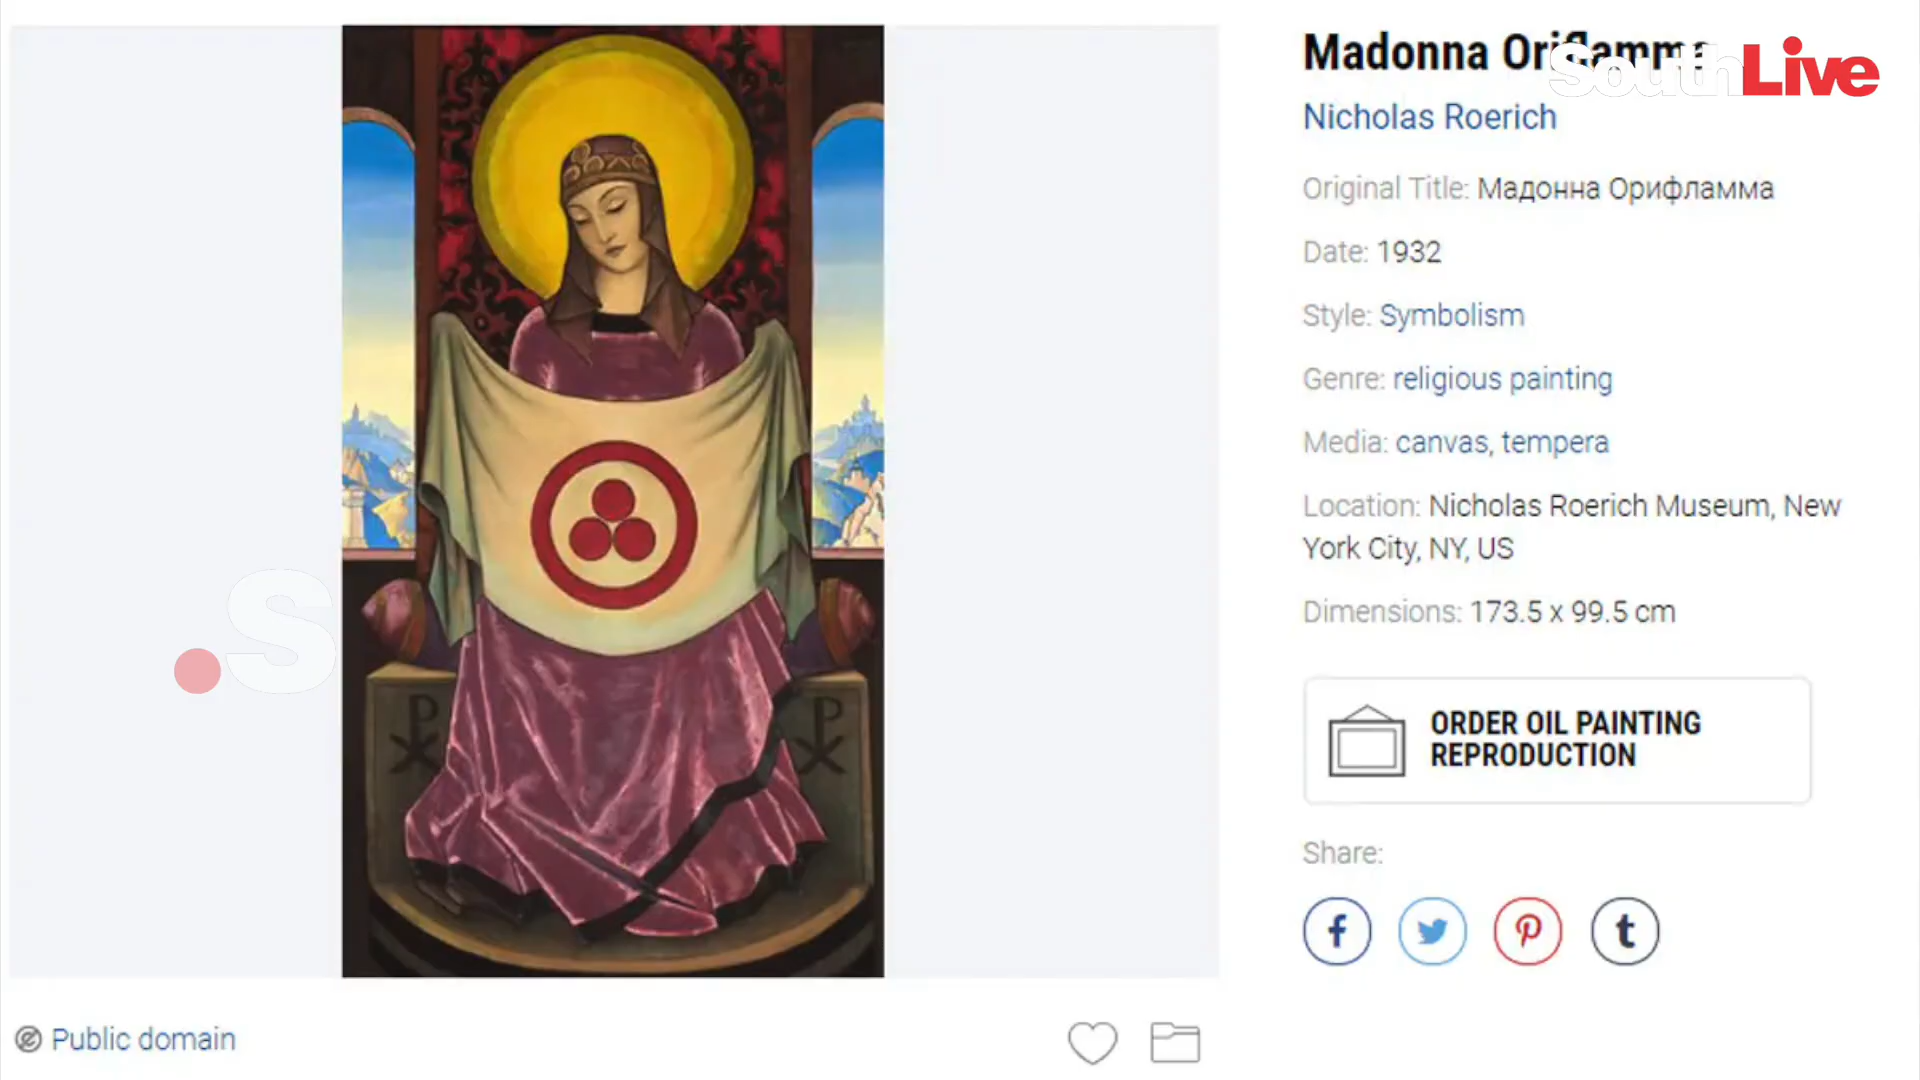 Madonna Oriflamma
SouthLive
Nicholas Roerich
Original Title: Мадонна Орифламма
Date: 1932
Style: Symbolism
Genre: religious painting
Media: canvas, tempera
Location: Nicholas Roerich Museum, New
York City, NY, US
Dimensions: 173.5 x 99.5 cm
ORDER OIL PAINTING
REPRODUCTION
Share:
.S
Public domain